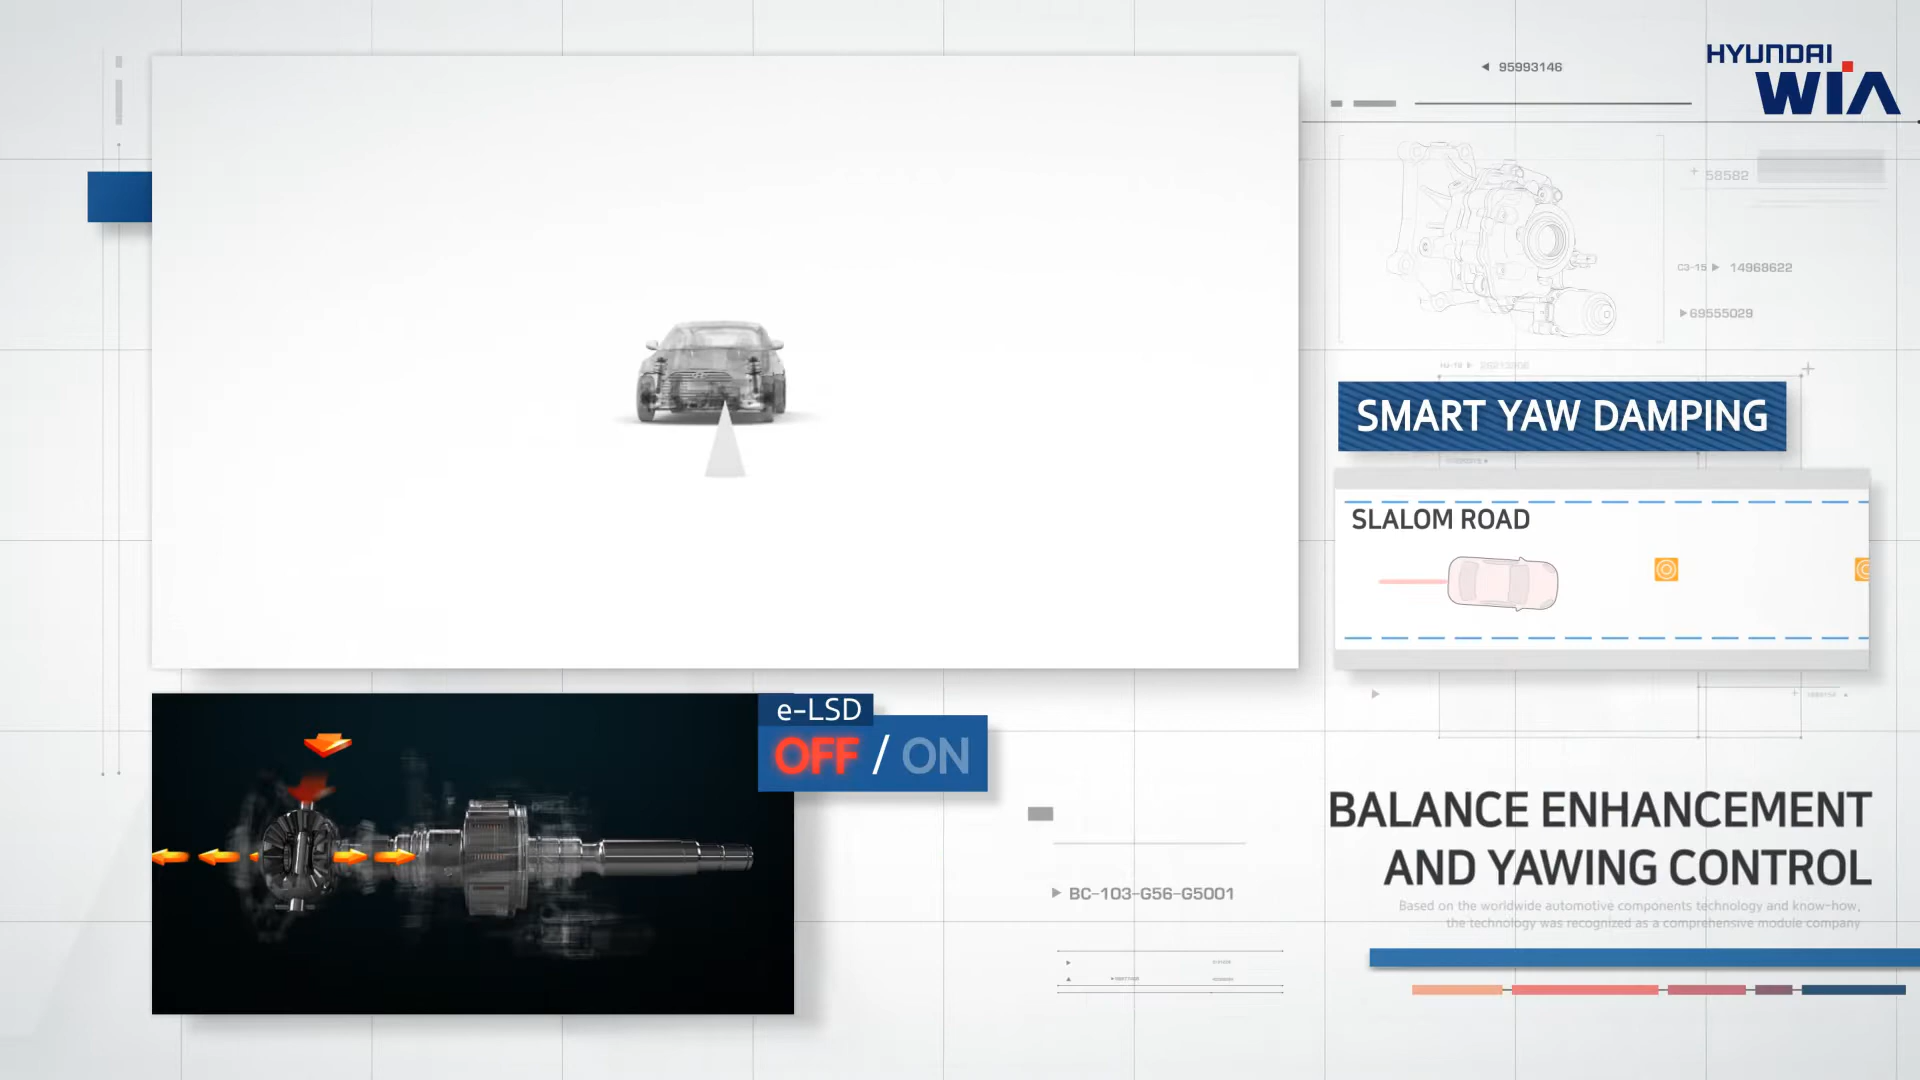 HYUNDAI
WIA
95993146
58582
C3-15 14968622
69555029
SMART YAW DAMPING
SLALOM ROAD
e-LSD
OFF / ON
BALANCE ENHANCEMENT
AND YAWING CONTROL
Based on the worldwide automotive components technology and know-how,
the technology was recognized as a comprehensive module company
BC-103-G56-G5001